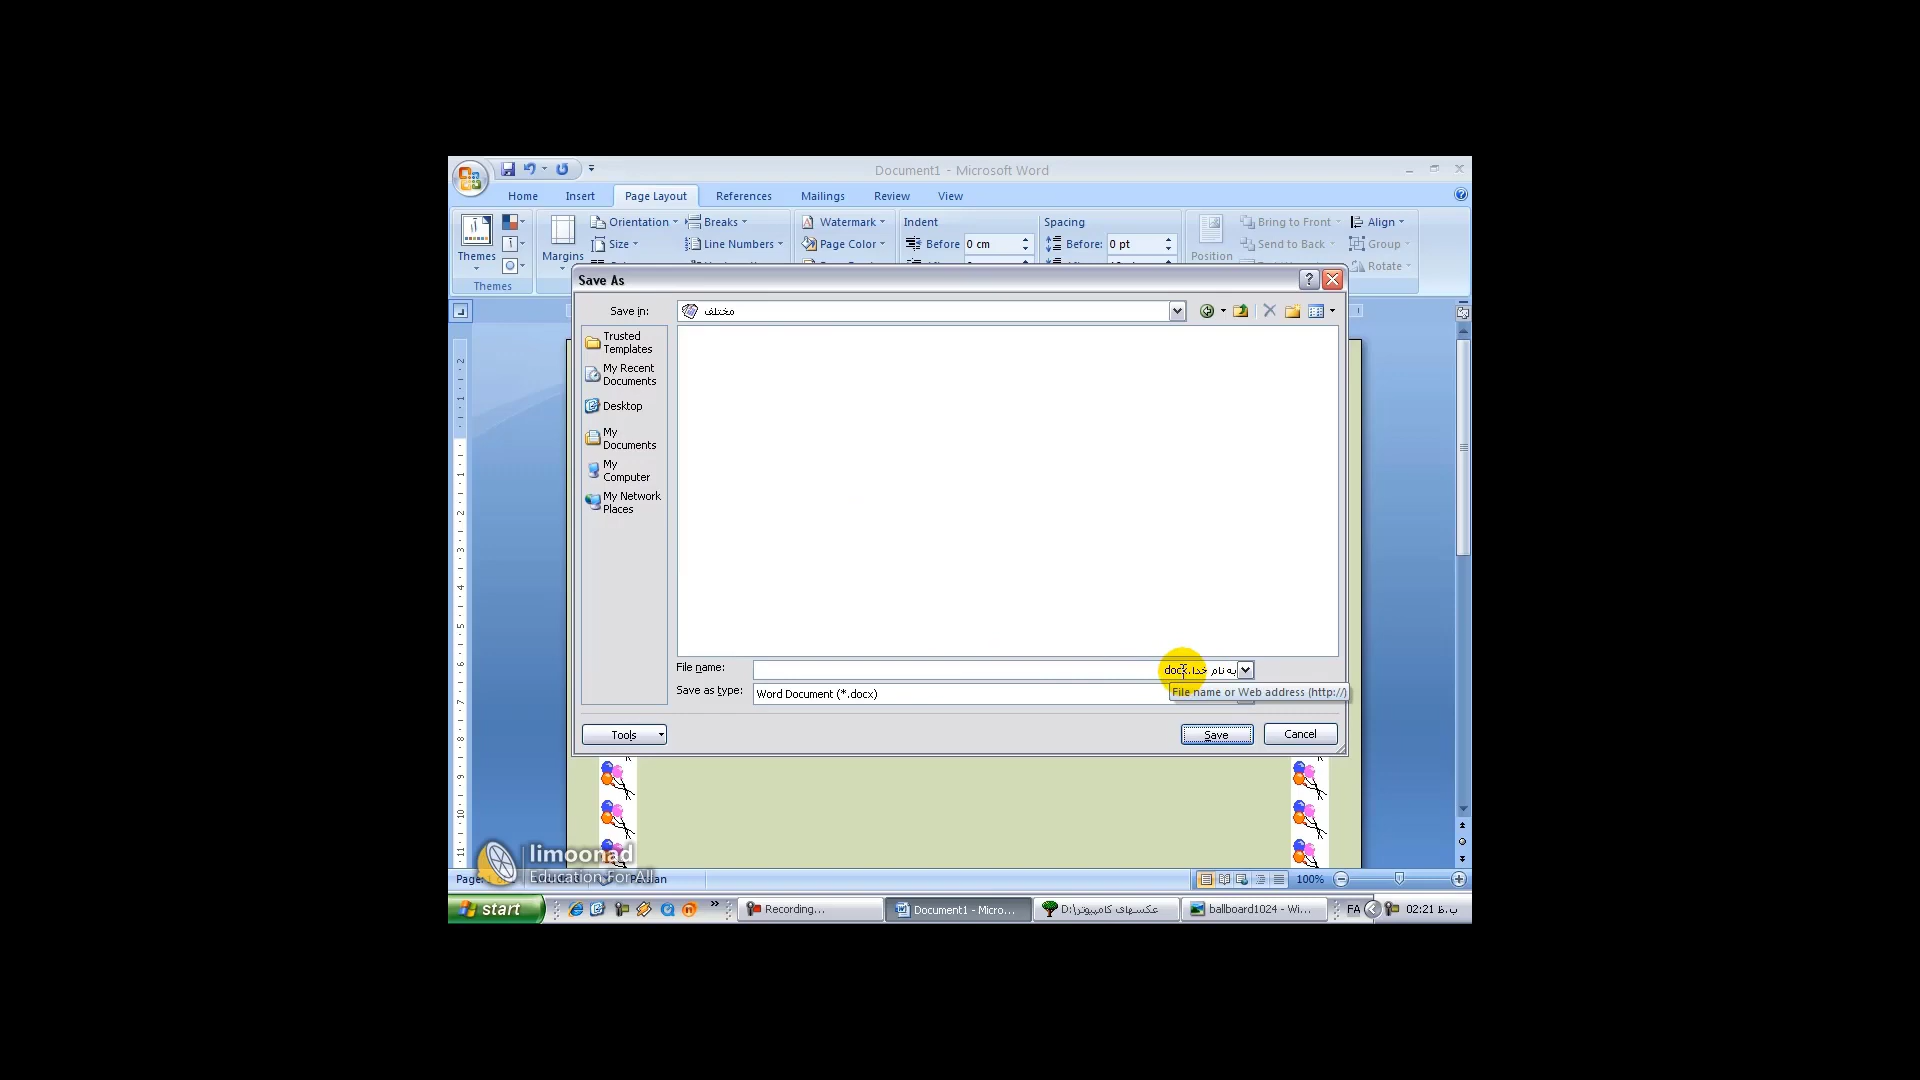 Document1 - Microsoft Word
Home Insert Page Layout References Mailings Review View
Orientation Breaks Watermark Indent Spacing Bring to Front Align
Themes Margins Size Line Numbers Page Color Before 0 cm Before: 0 pt Position Send to Back Group
Rotate
Themes
Save As
Save in: مختلف
Trusted Templates
My Recent Documents
Desktop
My Documents
My Computer
My Network Places
File name: به نام خدا.docx
Save as type: Word Document (*.docx)
File name or Web address (http://)
Tools Save Cancel
limoonad
Education For All
Page: 100%
start Recording... Document1 - Micro... D:\عکسهای کامپیوتر ballboard1024 - Wi... FA 02:21 ب.ظ